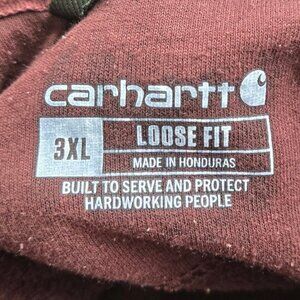 carhartt
3XL LOOSE FIT
MADE IN HONDURAS
BUILT TO SERVE AND PROTECT
HARDWORKING PEOPLE